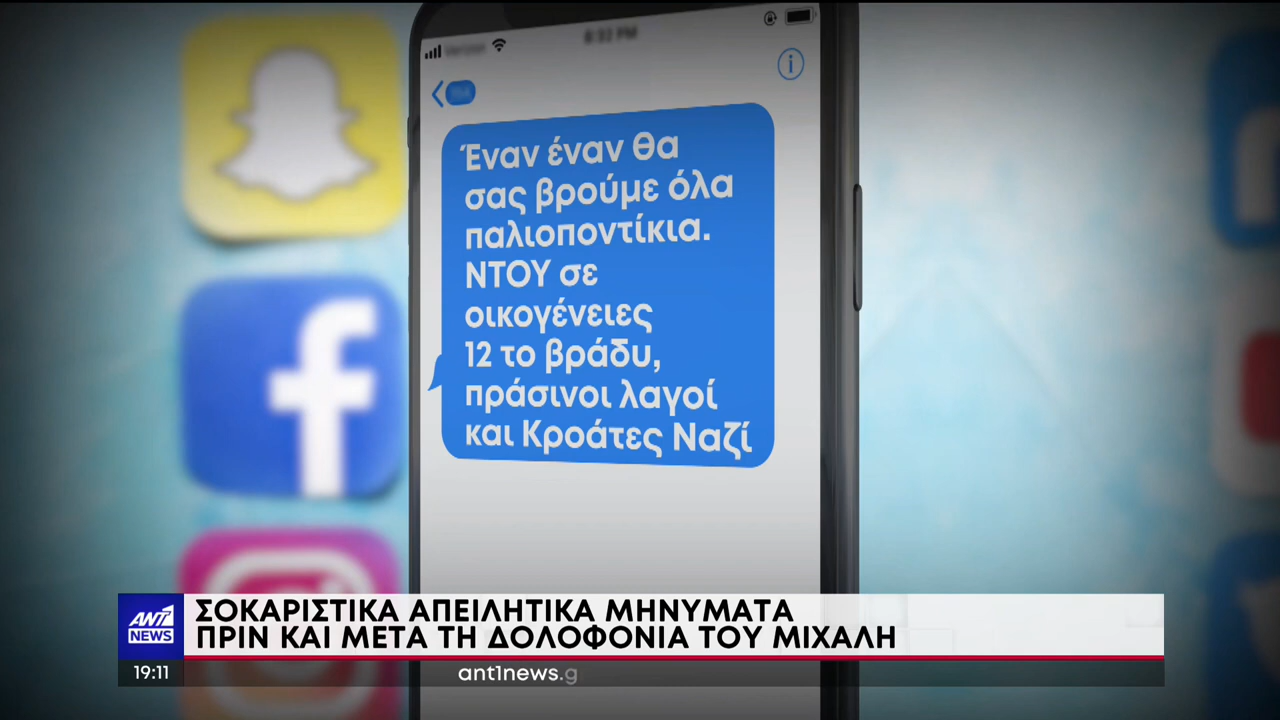 Έναν έναν θα
σας βρούμε όλα
παλιοποντίκια.
ΝΤΟΥ σε
οικογένειες
12 το βράδυ,
πράσινοι λαγοί
και Κροάτες Ναζί
ΣΟΚΑΡΙΣΤΙΚΑ ΑΠΕΙΛΗΤΙΚΑ ΜΗΝΥΜΑΤΑ
ΠΡΙΝ ΚΑΙ ΜΕΤΑ ΤΗ ΔΟΛΟΦΟΝΙΑ ΤΟΥ ΜΙΧΑΛΗ
ANT1
NEWS
19:11
ant1news.g